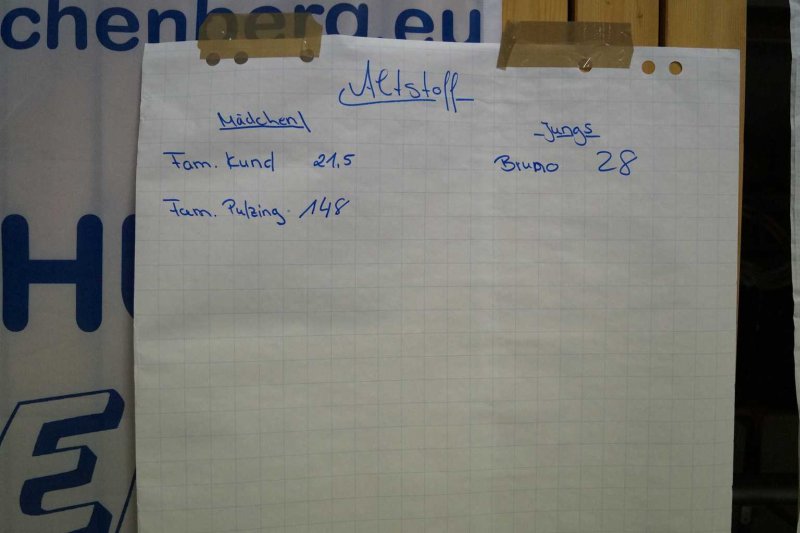 chenberg.eu
Altstoff
Mädchen
Fam. Kund 21,5
Fam. Pulzing. 148
Jungs
Bruno 28
H
E